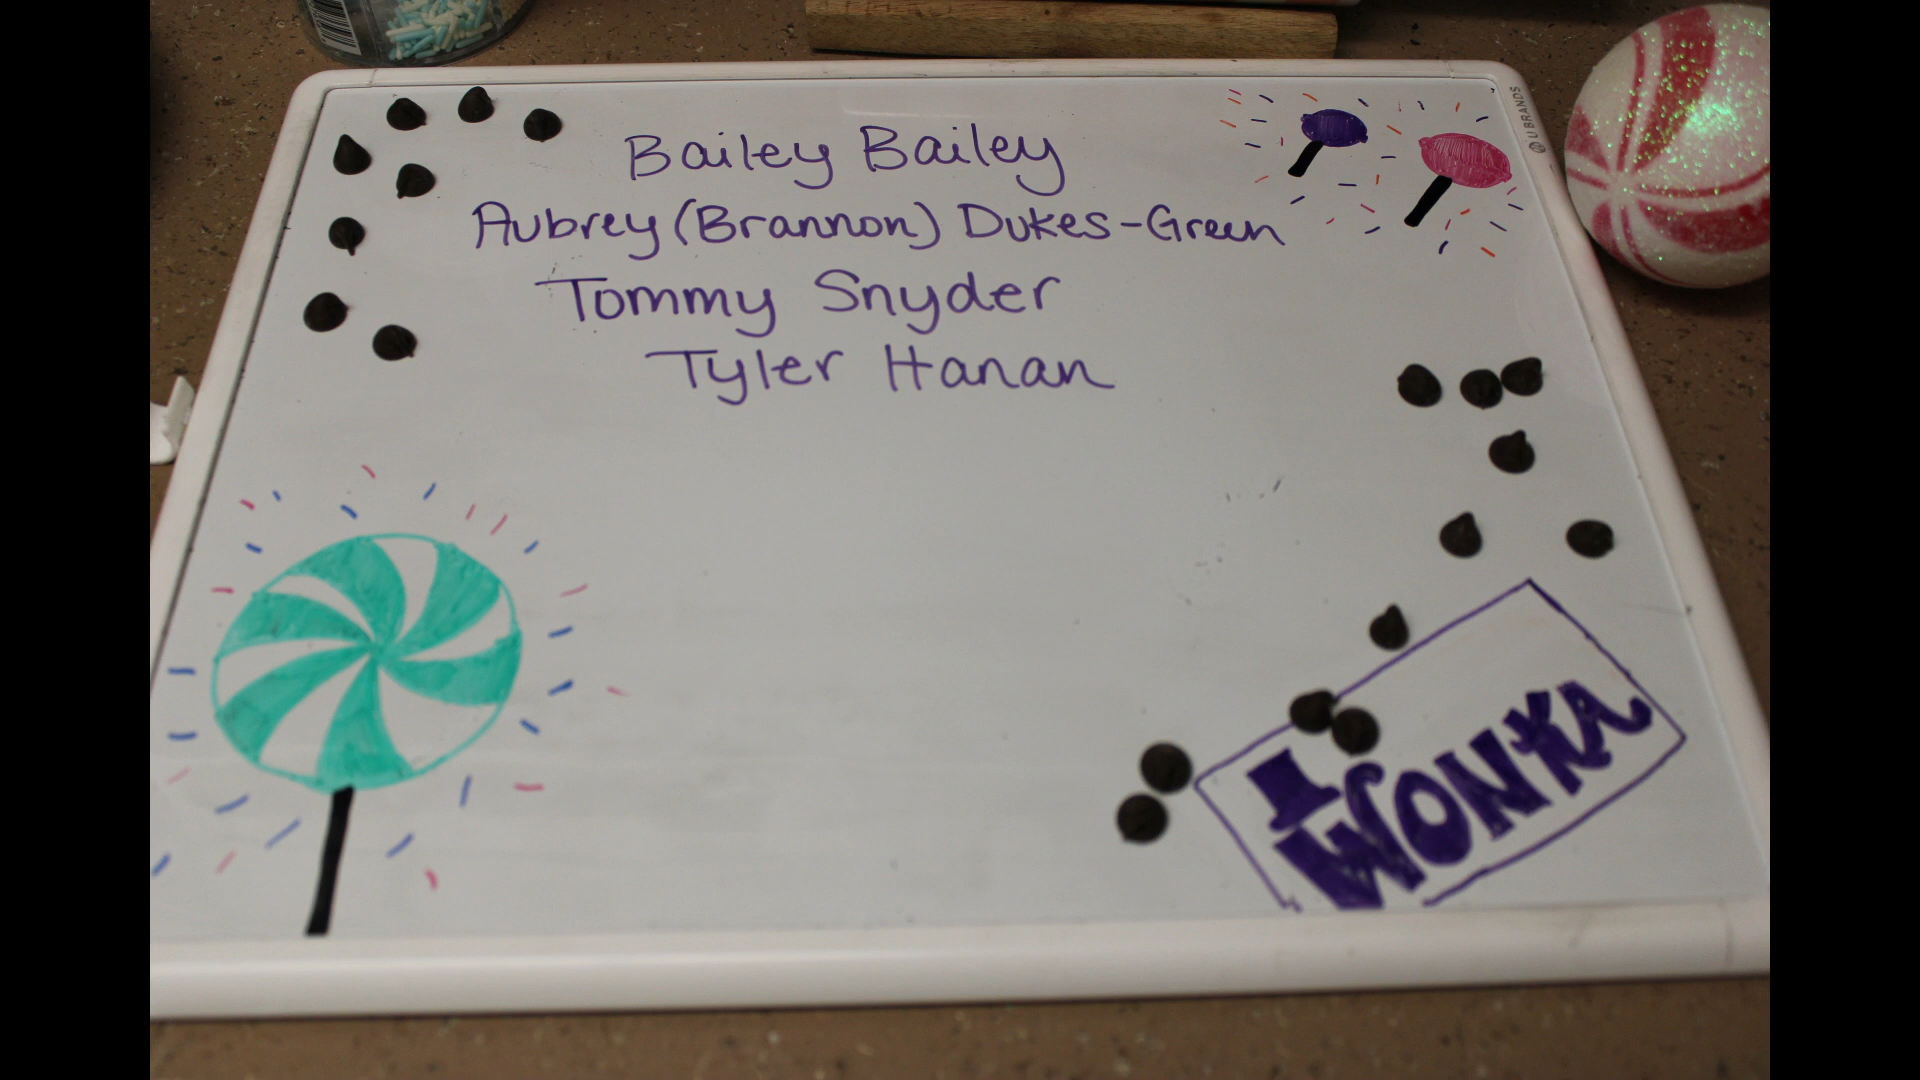 Bailey Bailey
Aubrey (Brannon) Dukes-Green
Tommy Snyder
Tyler Hanan
U BRANDS
I
WONKA